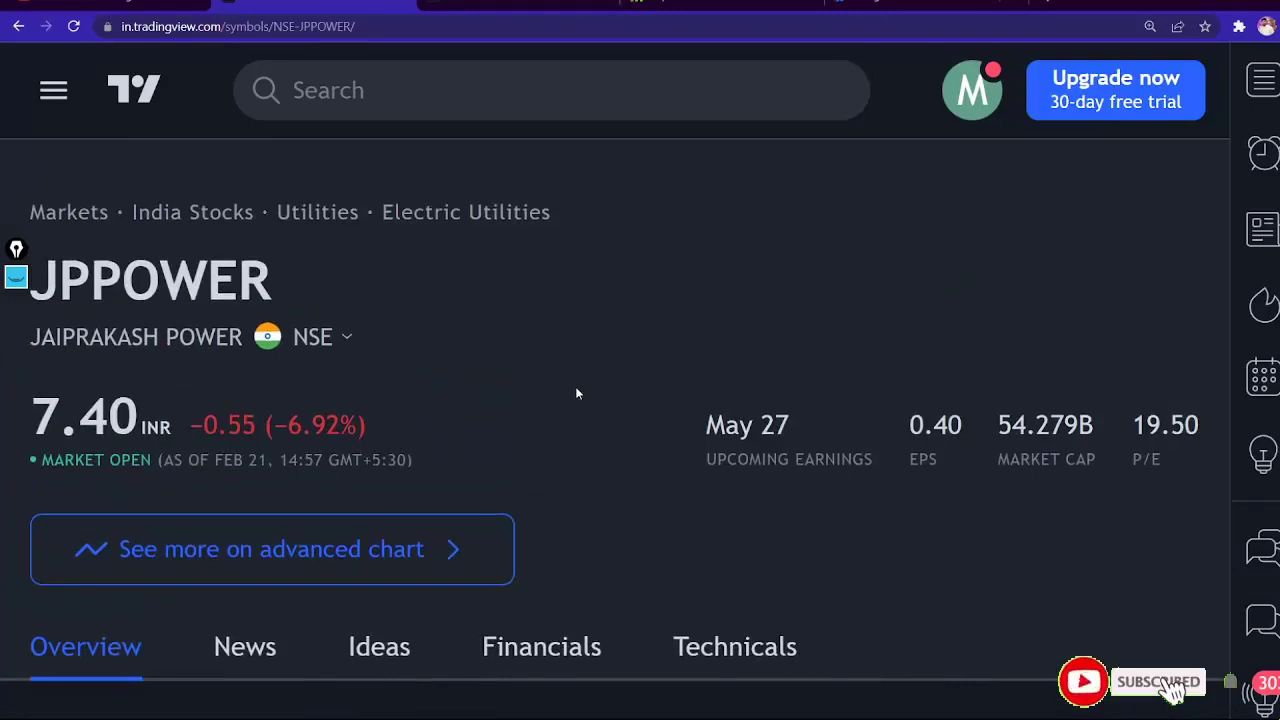 in.tradingview.com/symbols/NSE-JPPOWER/
Search
M
Upgrade now
30-day free trial
Markets · India Stocks · Utilities · Electric Utilities
JPPOWER
JAIPRAKASH POWER NSE
7.40 INR −0.55 (−6.92%)
• MARKET OPEN (AS OF FEB 21, 14:57 GMT+5:30)
May 27 0.40 54.279B 19.50
UPCOMING EARNINGS EPS MARKET CAP P/E
See more on advanced chart
Overview News Ideas Financials Technicals
SUBSCRIBED